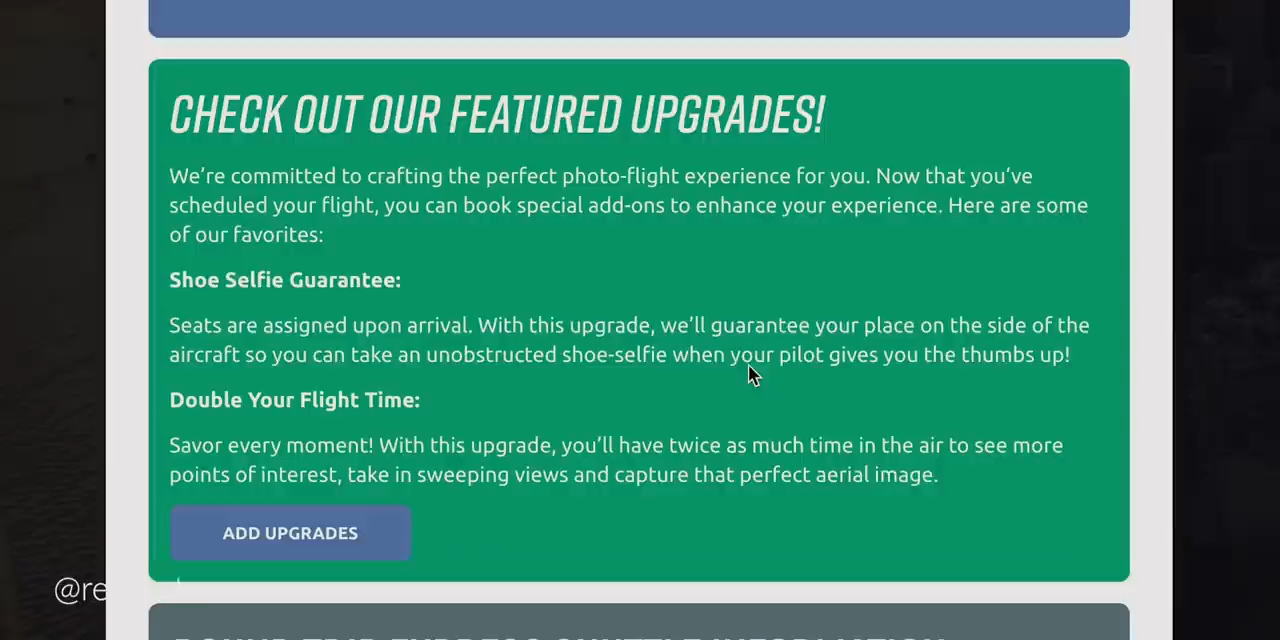 CHECK OUT OUR FEATURED UPGRADES!
We're committed to crafting the perfect photo-flight experience for you. Now that you've
scheduled your flight, you can book special add-ons to enhance your experience. Here are some
of our favorites:
Shoe Selfie Guarantee:
Seats are assigned upon arrival. With this upgrade, we'll guarantee your place on the side of the
aircraft so you can take an unobstructed shoe-selfie when your pilot gives you the thumbs up!
Double Your Flight Time:
Savor every moment! With this upgrade, you'll have twice as much time in the air to see more
points of interest, take in sweeping views and capture that perfect aerial image.
ADD UPGRADES
@re